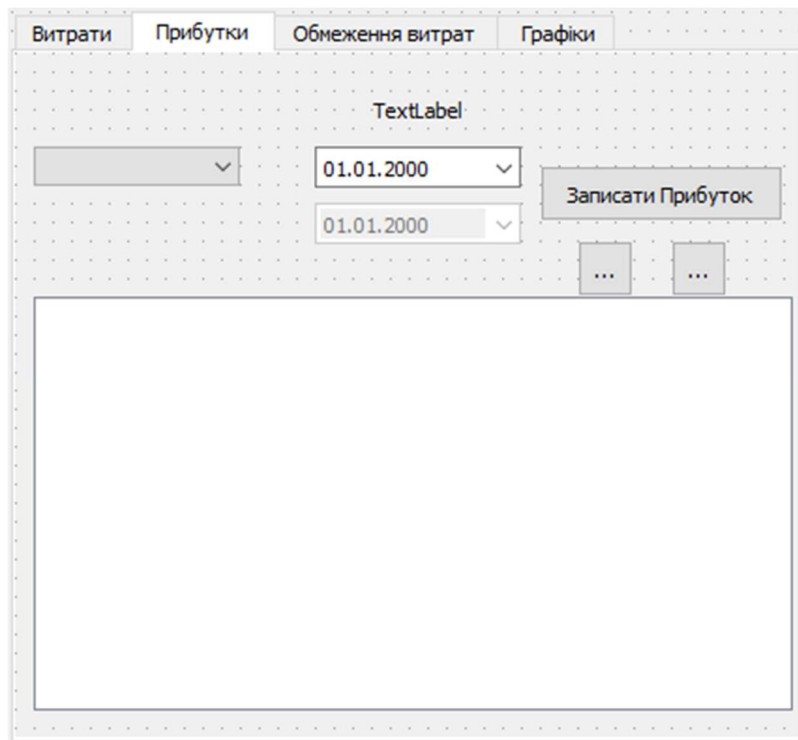 Витрати Прибутки Обмеження витрат Графіки
TextLabel
01.01.2000
Записати Прибуток
01.01.2000
... ...